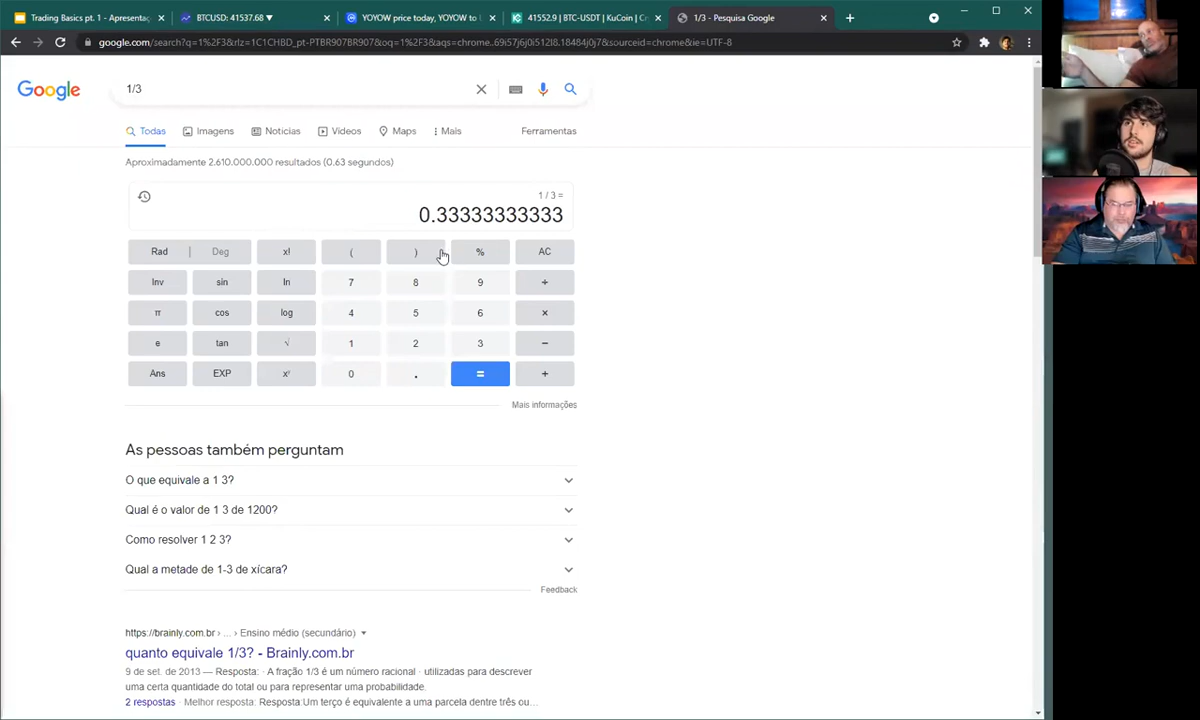 Trading Basics pt. 1 - Apresentaç
BTCUSD: 41537.68 ▼
YOYOW price today, YOYOW to U
41552.9 | BTC-USDT | KuCoin | Cr
1/3 - Pesquisa Google
google.com/search?q=1%2F3&rlz=1C1CHBD_pt-PTBR907BR907&oq=1%2F3&aqs=chrome..69i57j6j0i512l8.18484j0j7&sourceid=chrome&ie=UTF-8
Google
1/3
Todas
Imagens
Notícias
Vídeos
Maps
Mais
Ferramentas
Aproximadamente 2.610.000.000 resultados (0.63 segundos)
1 / 3 =
0.33333333333
Rad | Deg x! ( ) % AC
Inv sin ln 7 8 9 ÷
π cos log 4 5 6 ×
e tan √ 1 2 3 −
Ans EXP xʸ 0 . = +
Mais informações
As pessoas também perguntam
O que equivale a 1 3?
Qual é o valor de 1 3 de 1200?
Como resolver 1 2 3?
Qual a metade de 1-3 de xícara?
Feedback
https://brainly.com.br › ... › Ensino médio (secundário)
quanto equivale 1/3? - Brainly.com.br
9 de set. de 2013 — Resposta: · A fração 1/3 é um número racional · utilizadas para descrever
uma certa quantidade do total ou para representar uma probabilidade.
2 respostas · Melhor resposta: Resposta:Um terço é equivalente a uma parcela dentre três ou...